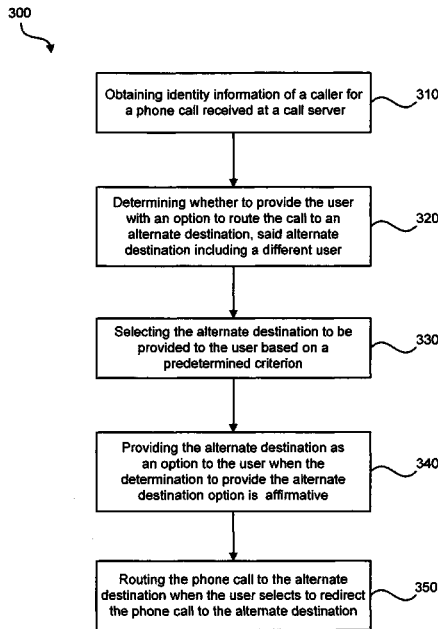 300
Obtaining identity information of a caller for
a phone call received at a call server
310
Determining whether to provide the user
with an option to route the call to an
alternate destination, said alternate
destination including a different user
320
Selecting the alternate destination to be
provided to the user based on a
predetermined criterion
330
Providing the alternate destination as
an option to the user when the
determination to provide the alternate
destination option is affirmative
340
Routing the phone call to the alternate
destination when the user selects to redirect
the phone call to the alternate destination
350